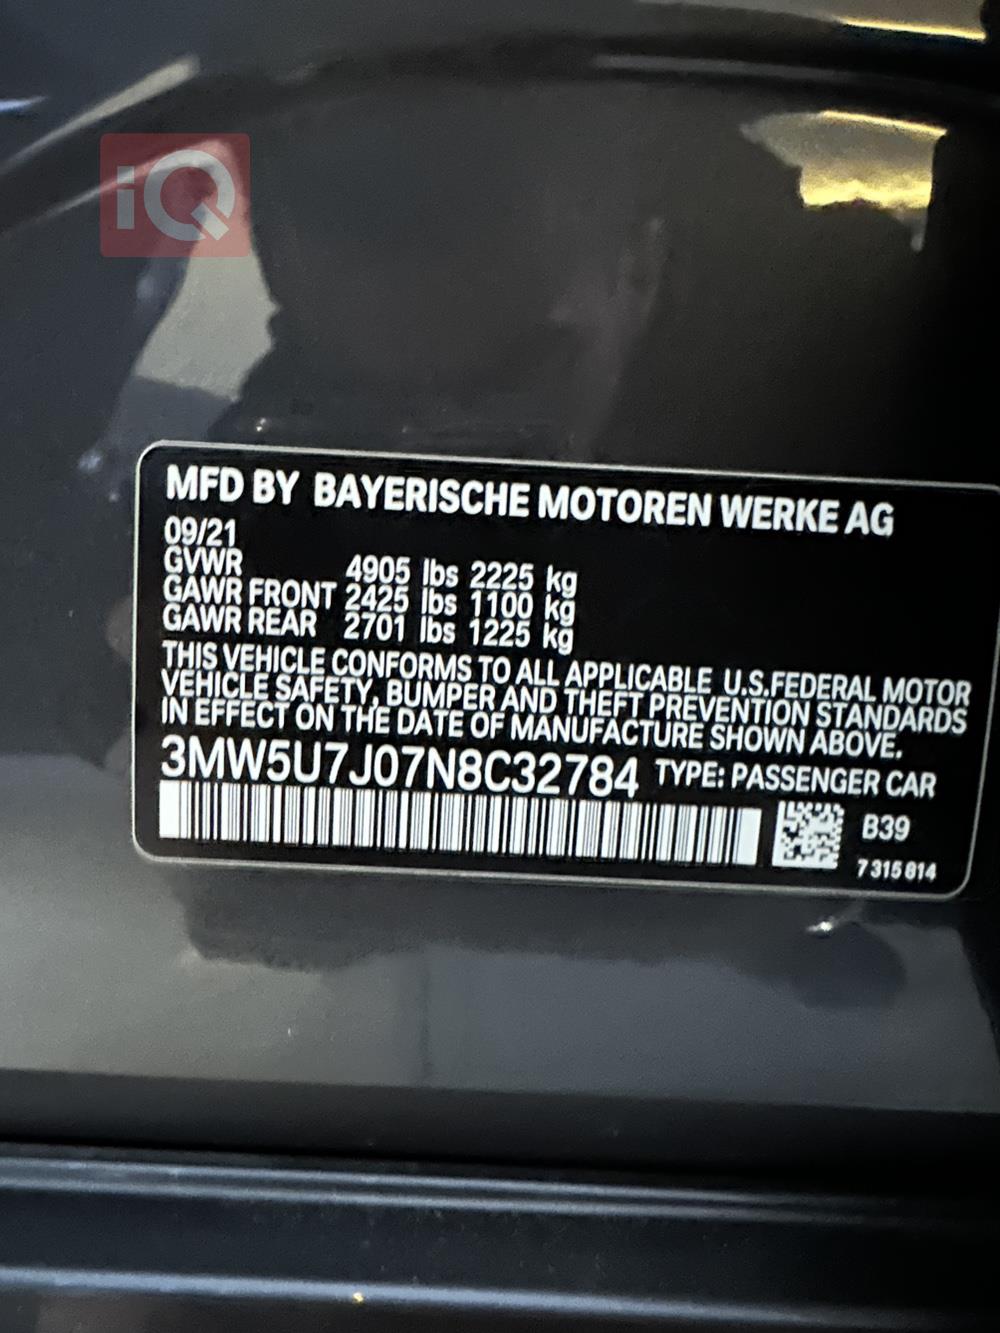 iQ
MFD BY BAYERISCHE MOTOREN WERKE AG
09/21
GVWR 4905 lbs 2225 kg
GAWR FRONT 2425 lbs 1100 kg
GAWR REAR 2701 lbs 1225 kg
THIS VEHICLE CONFORMS TO ALL APPLICABLE U.S.FEDERAL MOTOR
VEHICLE SAFETY, BUMPER AND THEFT PREVENTION STANDARDS
IN EFFECT ON THE DATE OF MANUFACTURE SHOWN ABOVE.
3MW5U7J07N8C32784 TYPE: PASSENGER CAR
B39
7 315 814